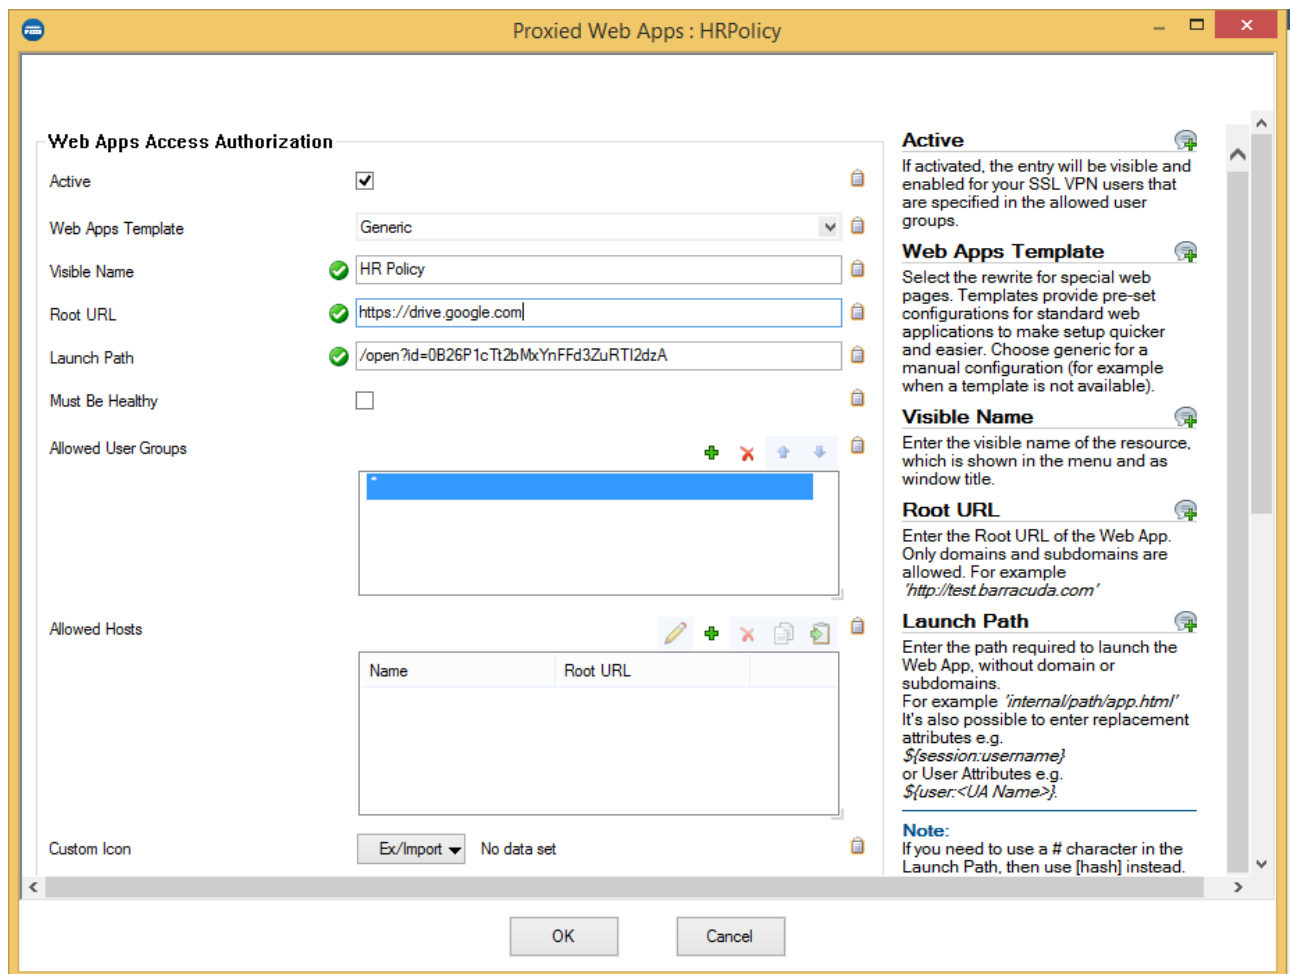 Proxied Web Apps : HRPolicy
Web Apps Access Authorization
Active
Web Apps Template
Generic
Visible Name
HR Policy
Root URL
https://drive.google.com
Launch Path
/open?id=0B26P1cTt2bMxYnFFd3ZuRTI2dzA
Must Be Healthy
Allowed User Groups
*
Allowed Hosts
Name
Root URL
Custom Icon
Ex/Import
No data set
Active
If activated, the entry will be visible and
enabled for your SSL VPN users that
are specified in the allowed user
groups.
Web Apps Template
Select the rewrite for special web
pages. Templates provide pre-set
configurations for standard web
applications to make setup quicker
and easier. Choose generic for a
manual configuration (for example
when a template is not available).
Visible Name
Enter the visible name of the resource,
which is shown in the menu and as
window title.
Root URL
Enter the Root URL of the Web App.
Only domains and subdomains are
allowed. For example
'http://test.barracuda.com'
Launch Path
Enter the path required to launch the
Web App, without domain or
subdomains.
For example 'internal/path/app.html'
It's also possible to enter replacement
attributes e.g.
${session:username}
or User Attributes e.g.
${user:<UA Name>}.
Note:
If you need to use a # character in the
Launch Path, then use [hash] instead.
OK
Cancel